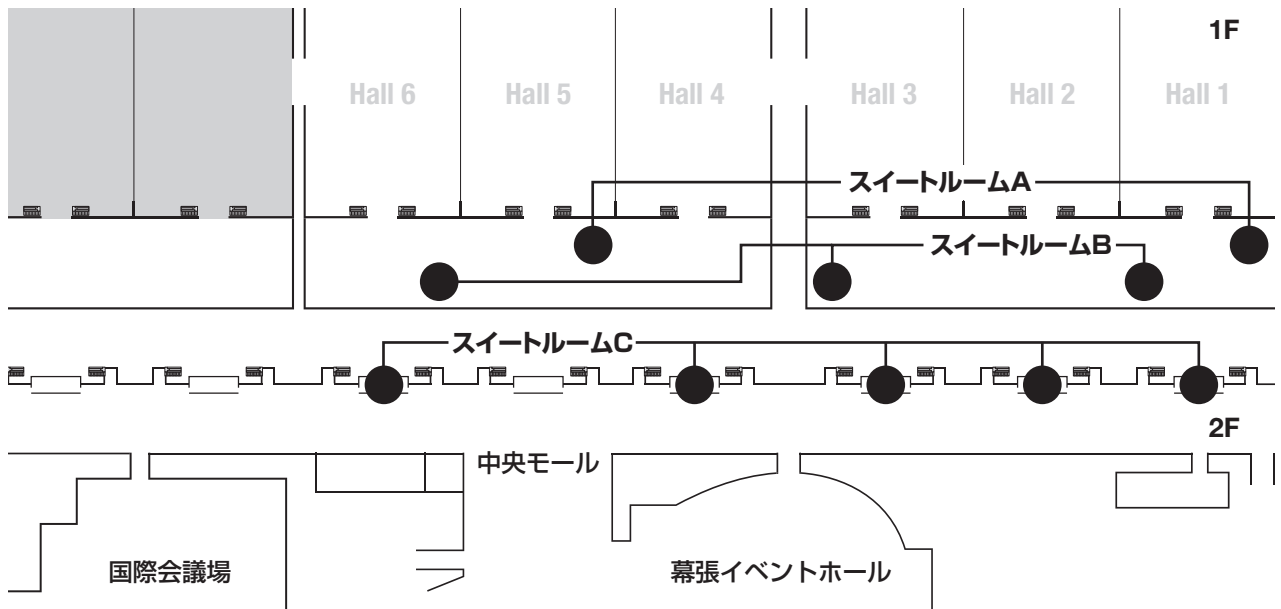 1F
Hall 6
Hall 5
Hall 4
Hall 3
Hall 2
Hall 1
スイートルームA
スイートルームB
スイートルームC
2F
中央モール
国際会議場
幕張イベントホール